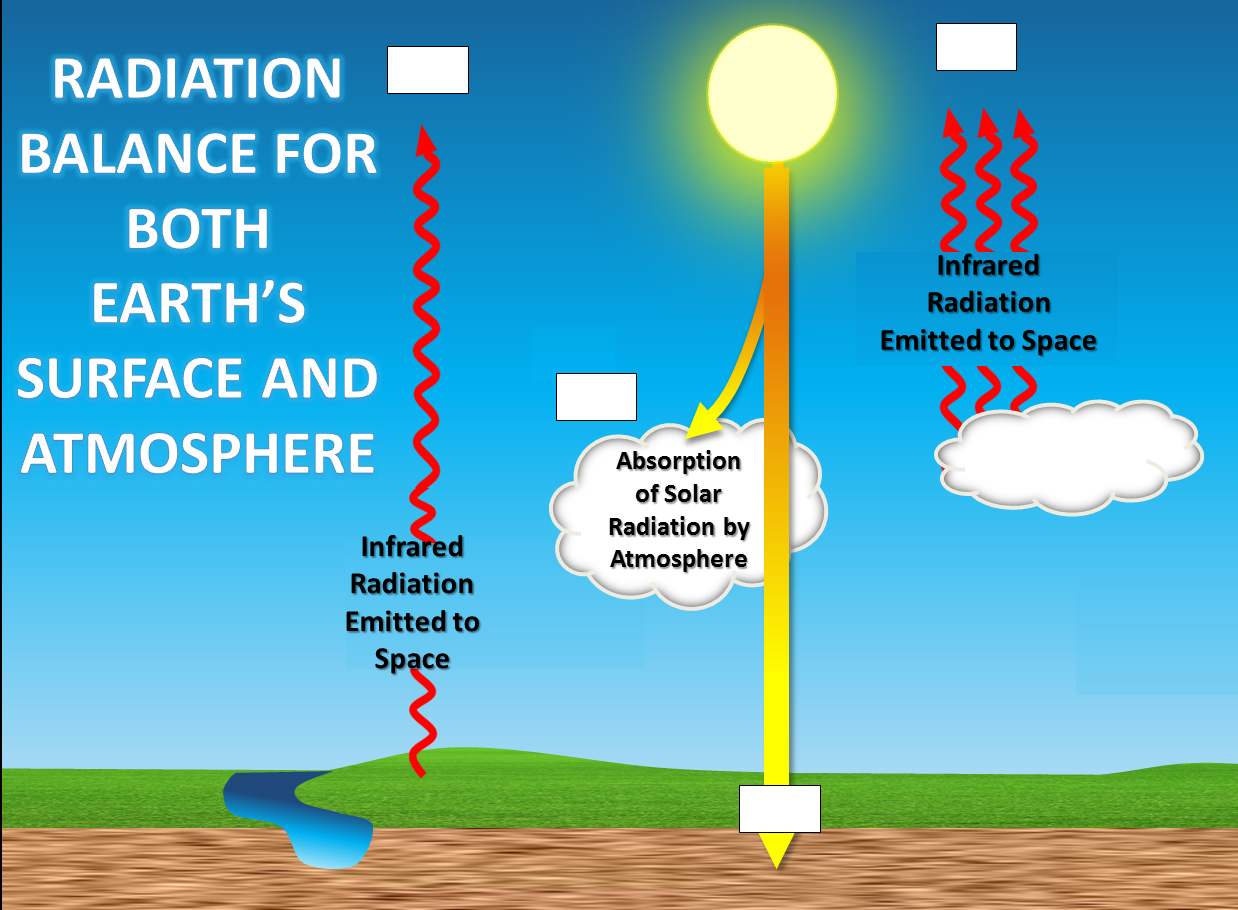 RADIATION
BALANCE FOR
BOTH
EARTH’S
SURFACE AND
ATMOSPHERE
Infrared
Radiation
Emitted to
Space
Absorption
of Solar
Radiation by
Atmosphere
Infrared
Radiation
Emitted to Space